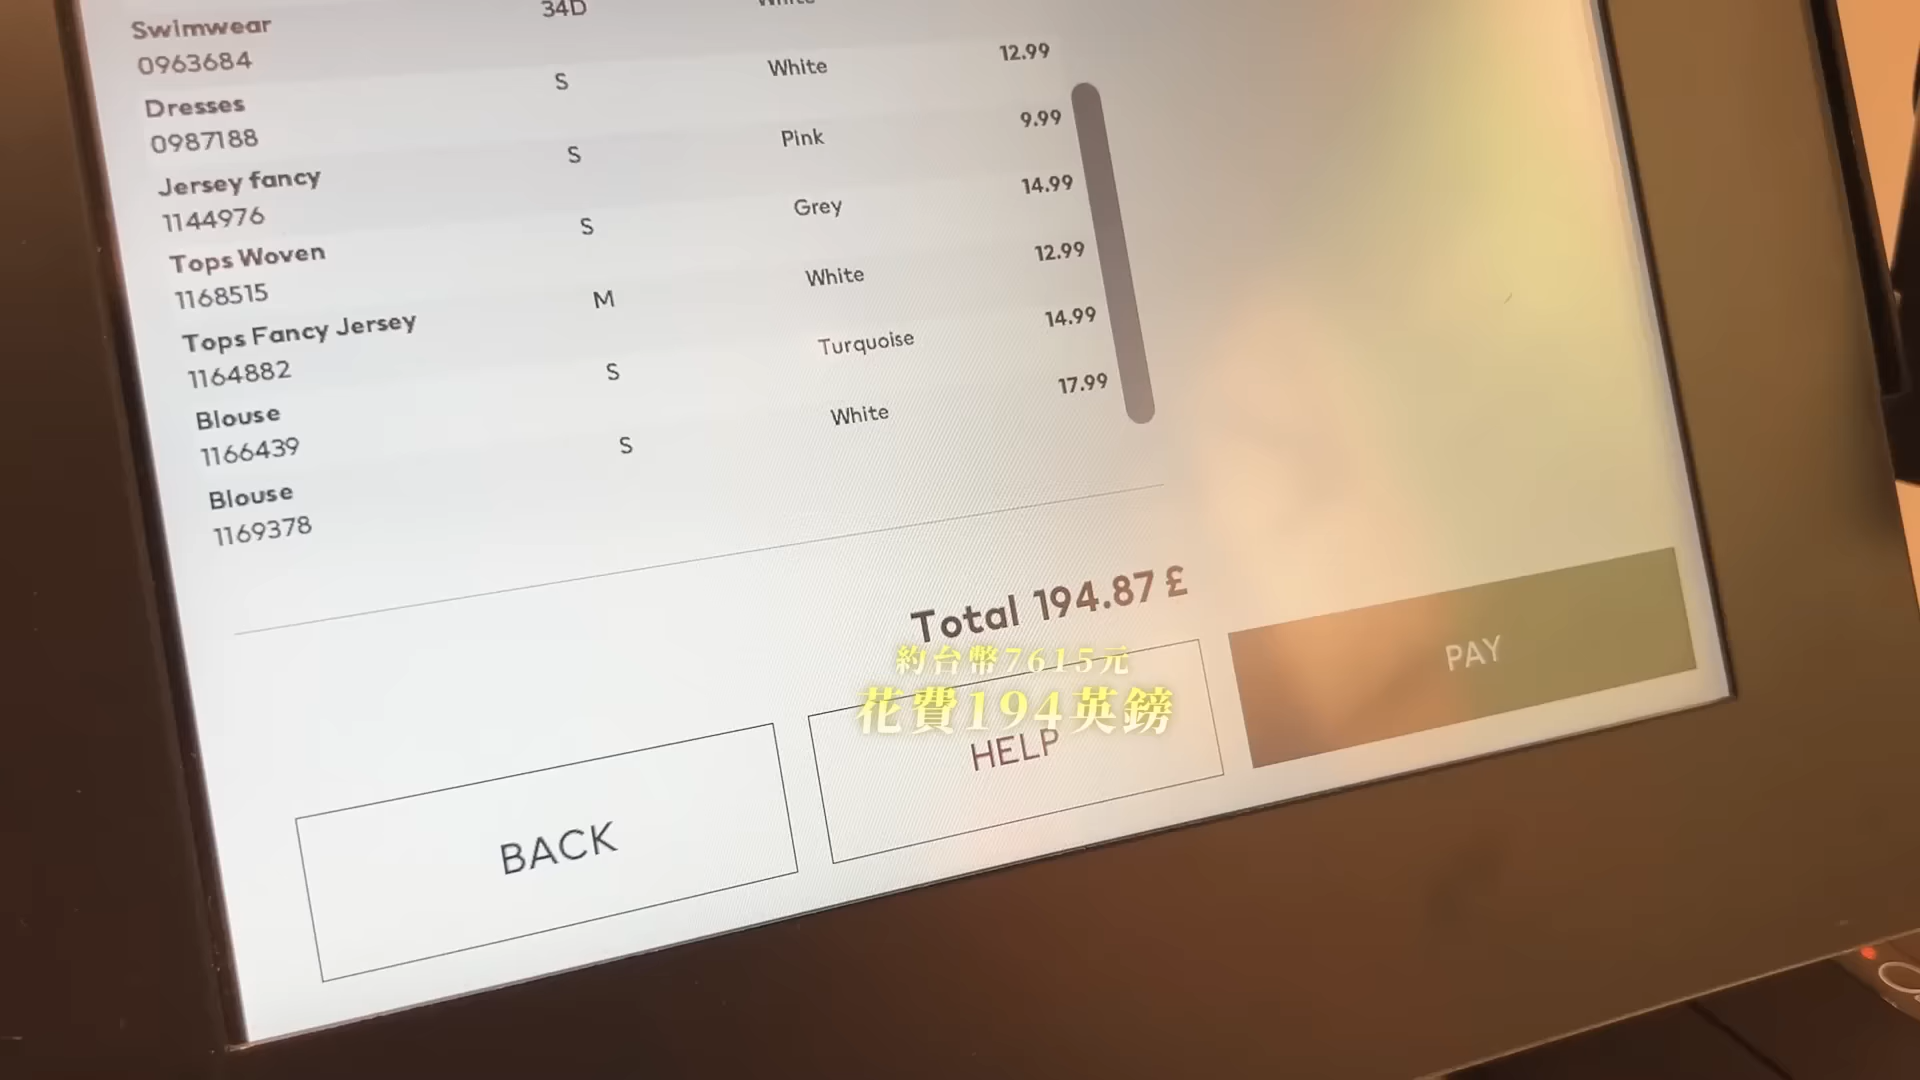 Swimwear
0963684
34D
Dresses
0987188
S
White
12.99
Jersey fancy
1144976
S
Pink
9.99
Tops Woven
1168515
S
Grey
14.99
Tops Fancy Jersey
1164882
M
White
12.99
Blouse
1166439
S
Turquoise
14.99
Blouse
1169378
S
White
17.99
Total 194.87 £
約台幣7615元
花費194英鎊
BACK
HELP
PAY